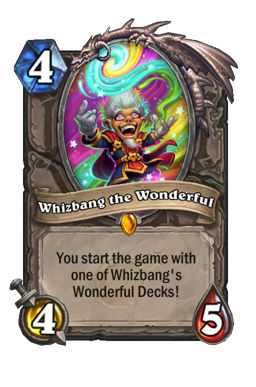 4
Whizbang the Wonderful
You start the game with
one of Whizbang's
Wonderful Decks!
4
5